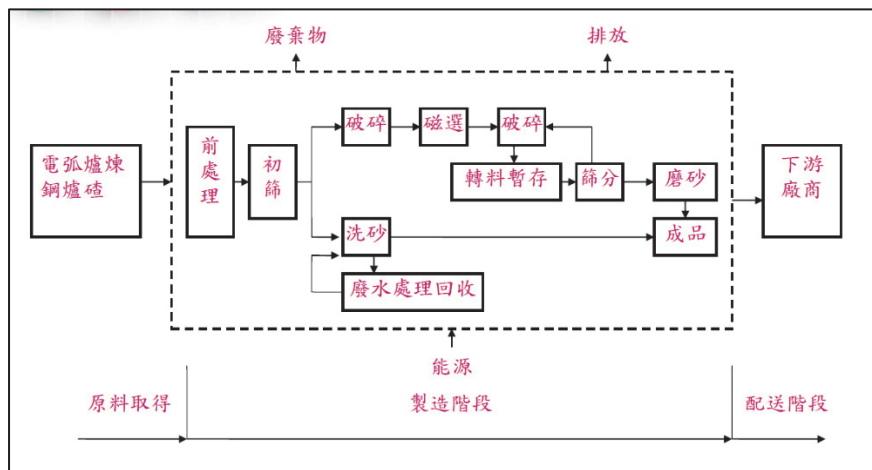 廢棄物
排放
電弧爐煉
鋼爐碴
前
處
理
初
篩
破碎
磁選
破碎
轉料暫存
篩分
磨砂
洗砂
成品
廢水處理回收
下游
廠商
能源
原料取得
製造階段
配送階段